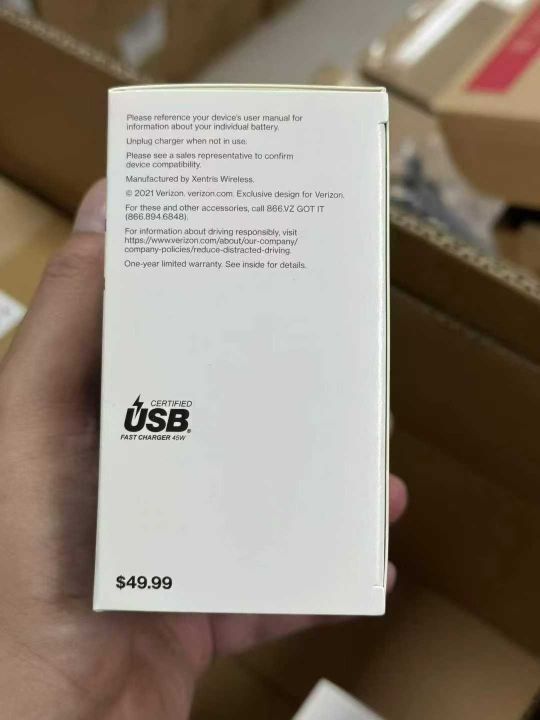 Please reference your device's user manual for
information about your individual battery.
Unplug charger when not in use.
Please see a sales representative to confirm
device compatibility.
Manufactured by Xentris Wireless.
© 2021 Verizon. verizon.com. Exclusive design for Verizon.
For these and other accessories, call 866.VZ GOT IT
(866.894.6848).
For information about driving responsibly, visit
https://www.verizon.com/about/our-company/
company-policies/reduce-distracted-driving.
One-year limited warranty. See inside for details.
CERTIFIED
USB®
FAST CHARGER 45W
$49.99